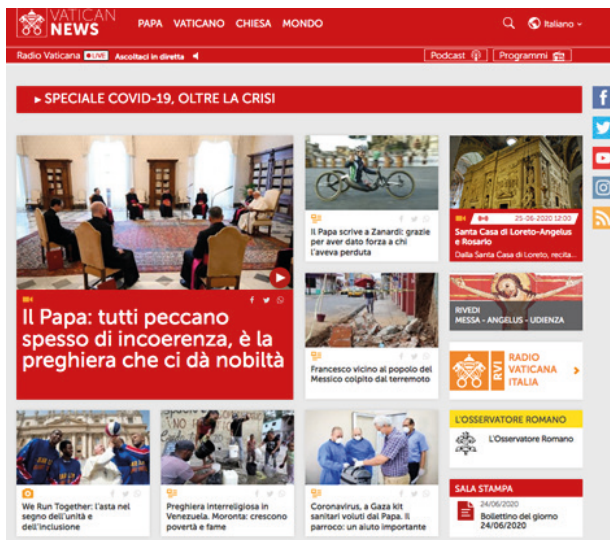 VATICAN
NEWS
PAPA VATICANO CHIESA MONDO
Italiano
Radio Vaticana LIVE Ascoltaci in diretta
Podcast
Programmi
► SPECIALE COVID-19, OLTRE LA CRISI
Il Papa: tutti peccano
spesso di incoerenza, è la
preghiera che ci dà nobiltà
Il Papa scrive a Zanardi: grazie
per aver dato forza a chi
l'aveva perduta
25-06-2020 12:00
Santa Casa di Loreto-Angelus
e Rosario
Dalla Santa Casa di Loreto, recita...
Francesco vicino al popolo del
Messico colpito dal terremoto
RIVEDI
MESSA - ANGELUS - UDIENZA
RVI
RADIO
VATICANA
ITALIA
We Run Together: l'asta nel
segno dell'unità e
dell'inclusione
Preghiera interreligiosa in
Venezuela. Moronta: crescono
povertà e fame
Coronavirus, a Gaza kit
sanitari voluti dal Papa. Il
parroco: un aiuto importante
L'OSSERVATORE ROMANO
L'Osservatore Romano
SALA STAMPA
24/06/2020
Bollettino del giorno
24/06/2020